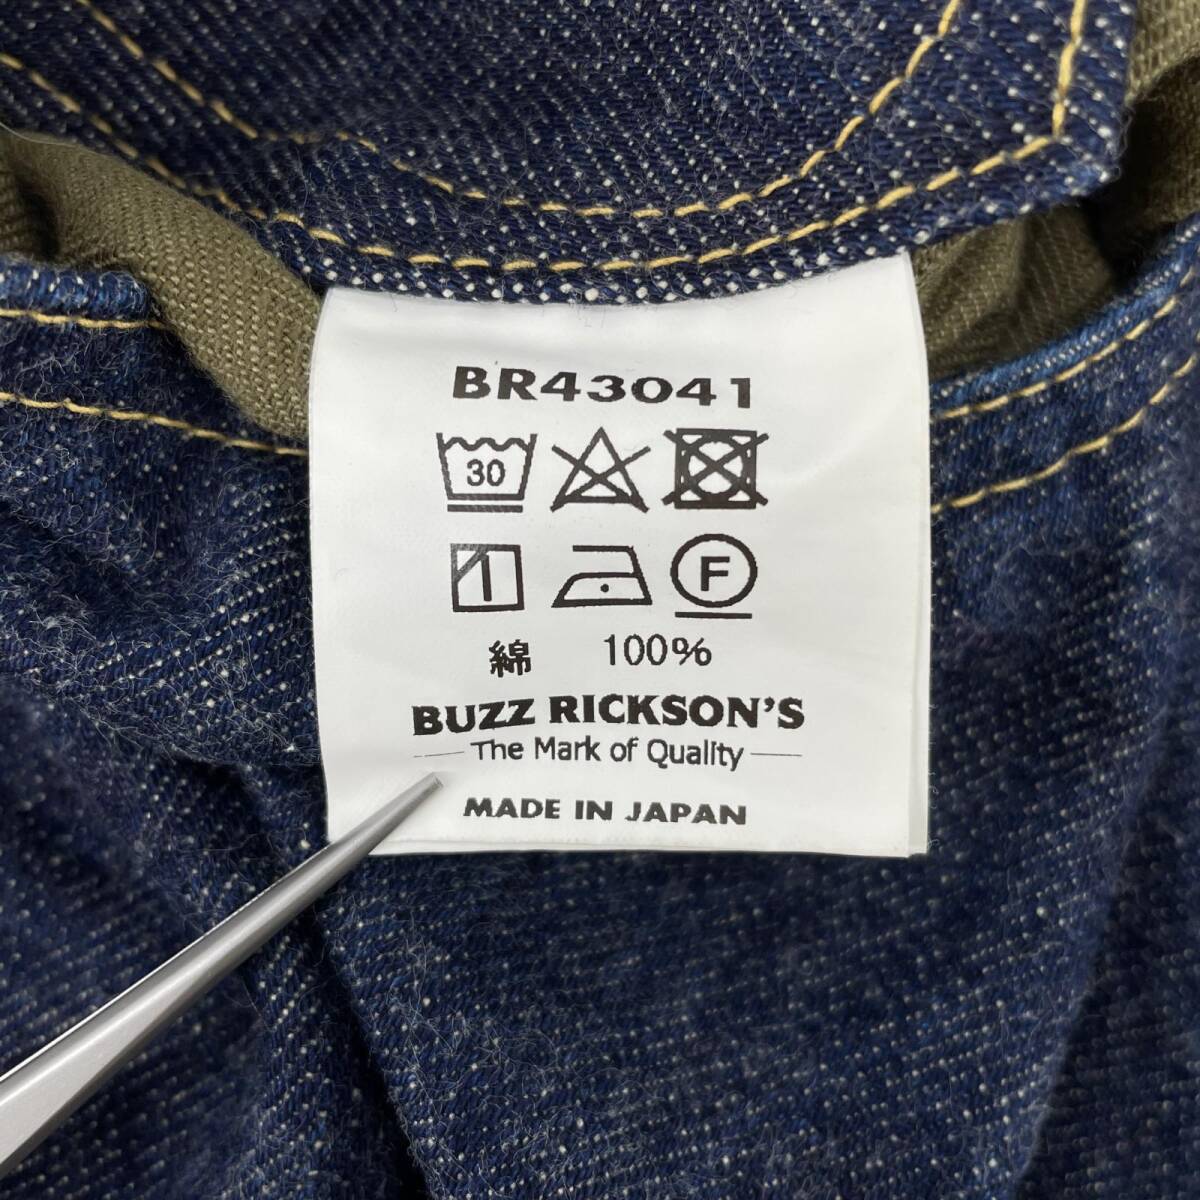 BR43041
30
F
綿 100%
BUZZ RICKSON'S
The Mark of Quality
MADE IN JAPAN